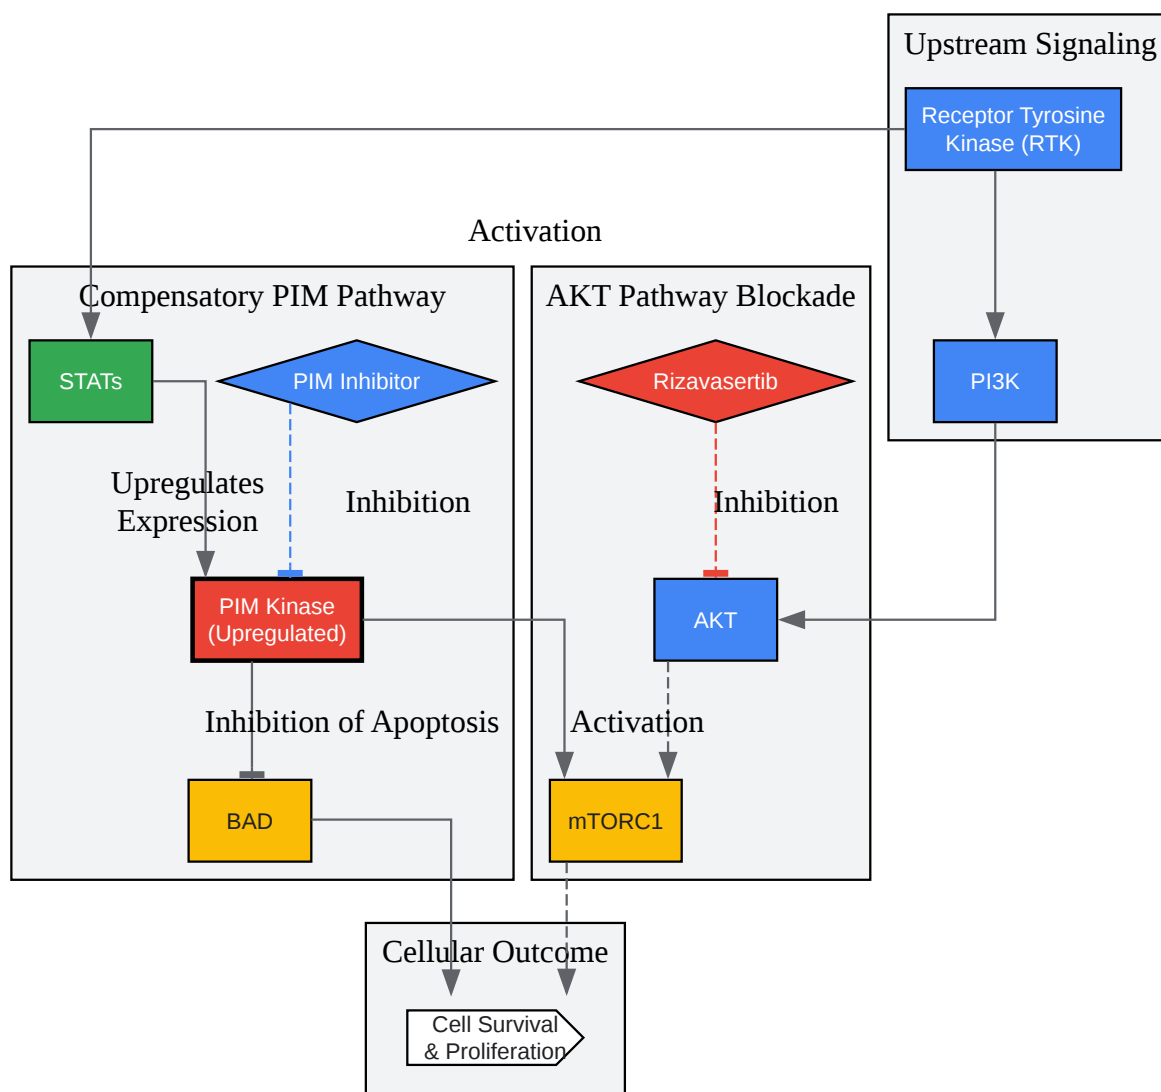 Upstream Signaling
Receptor Tyrosine
Kinase (RTK)
Activation
Compensatory PIM Pathway
AKT Pathway Blockade
STATs
PIM Inhibitor
Rizavasertib
PI3K
Upregulates
Expression
Inhibition
Inhibition
PIM Kinase
(Upregulated)
AKT
Inhibition of Apoptosis
Activation
BAD
mTORC1
Cellular Outcome
Cell Survival
& Proliferation